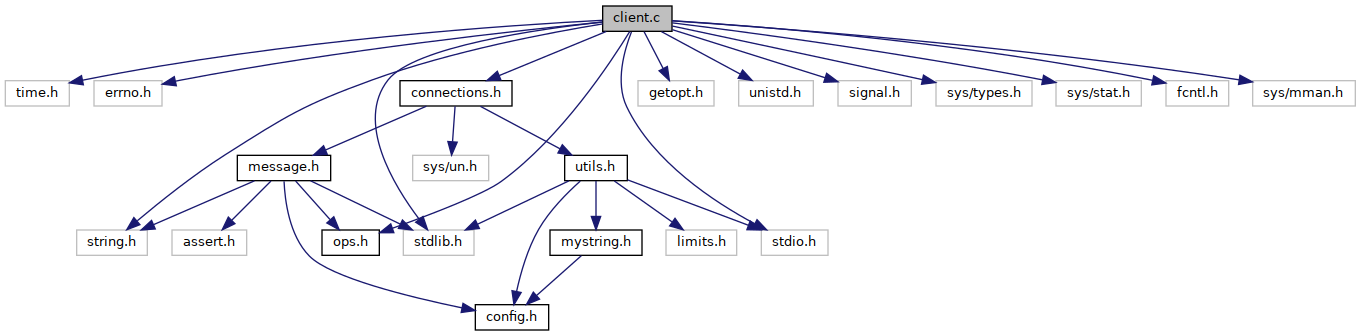 client.c
time.h
errno.h
connections.h
getopt.h
unistd.h
signal.h
sys/types.h
sys/stat.h
fcntl.h
sys/mman.h
message.h
sys/un.h
utils.h
string.h
assert.h
ops.h
stdlib.h
mystring.h
limits.h
stdio.h
config.h